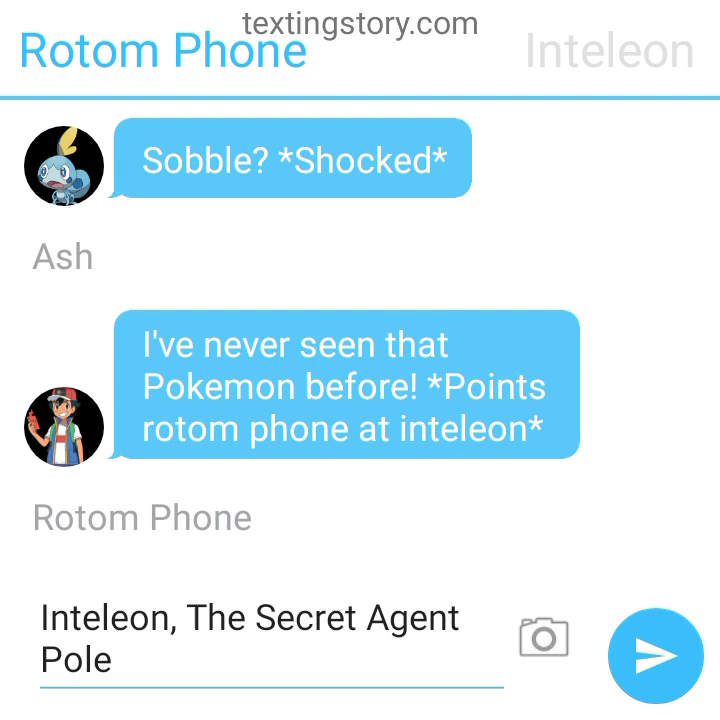 textingstory.com
Rotom Phone
Inteleon
Sobble? *Shocked*
Ash
I've never seen that
Pokemon before! *Points
rotom phone at inteleon*
Rotom Phone
Inteleon, The Secret Agent
Pole